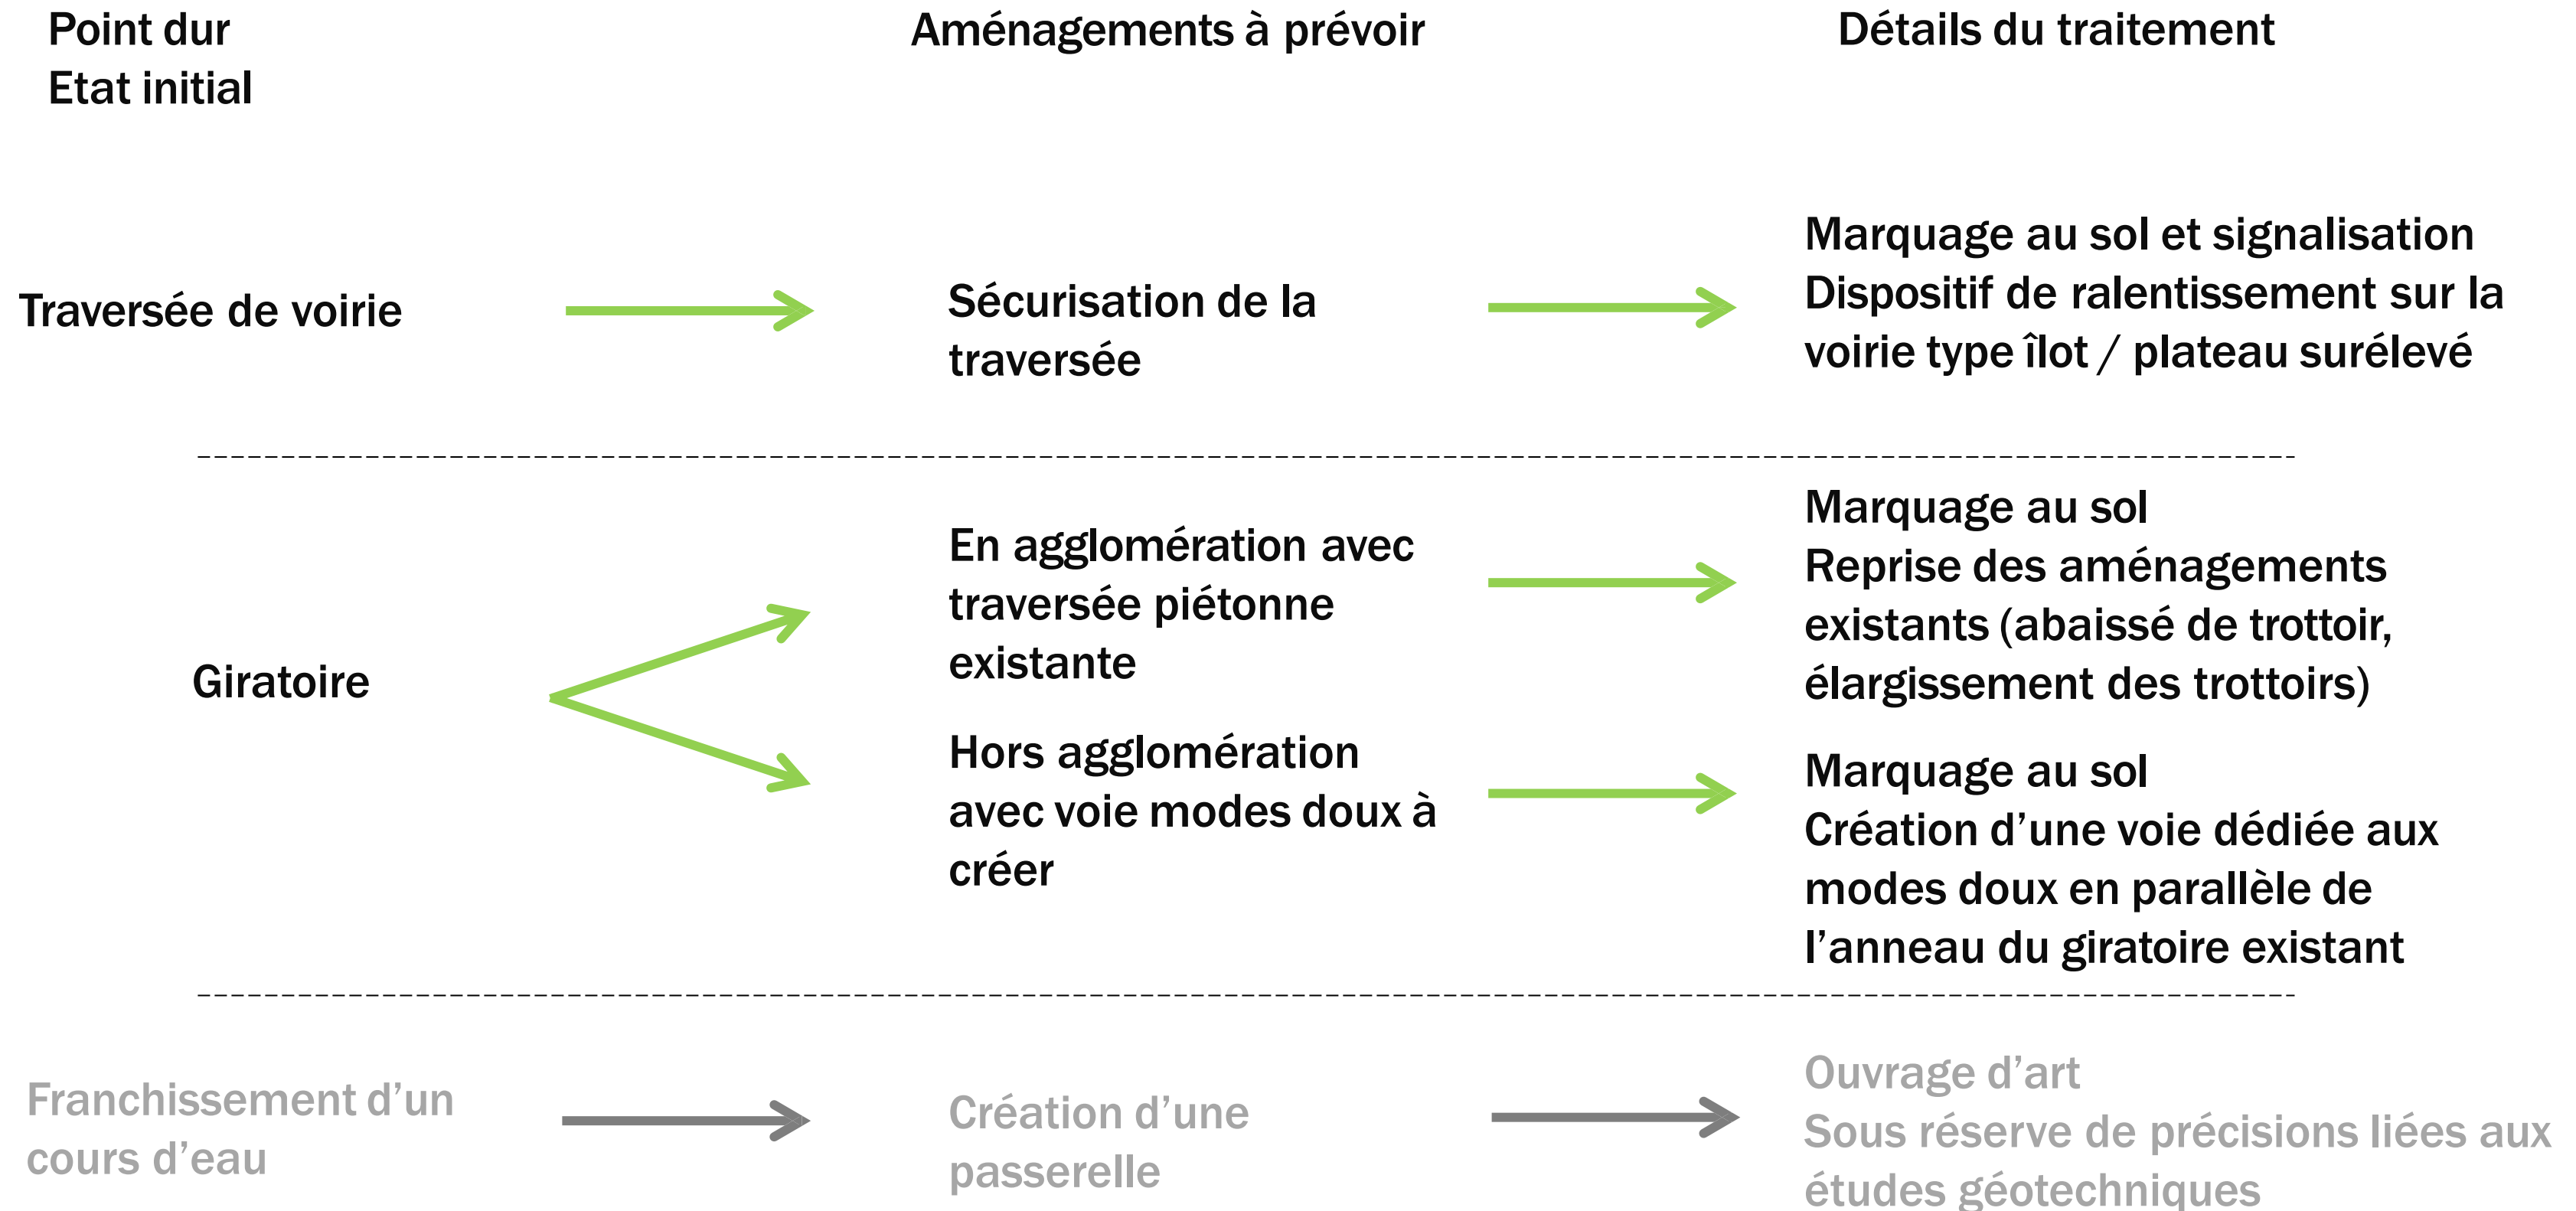 Point dur
Etat initial
Aménagements à prévoir
Détails du traitement
Traversée de voirie
Sécurisation de la
traversée
Marquage au sol et signalisation
Dispositif de ralentissement sur la
voirie type îlot / plateau surélevé
Giratoire
En agglomération avec
traversée piétonne
existante
Marquage au sol
Reprise des aménagements
existants (abaissé de trottoir,
élargissement des trottoirs)
Hors agglomération
avec voie modes doux à
créer
Marquage au sol
Création d’une voie dédiée aux
modes doux en parallèle de
l’anneau du giratoire existant
Franchissement d’un
cours d’eau
Création d’une
passerelle
Ouvrage d’art
Sous réserve de précisions liées aux
études géotechniques